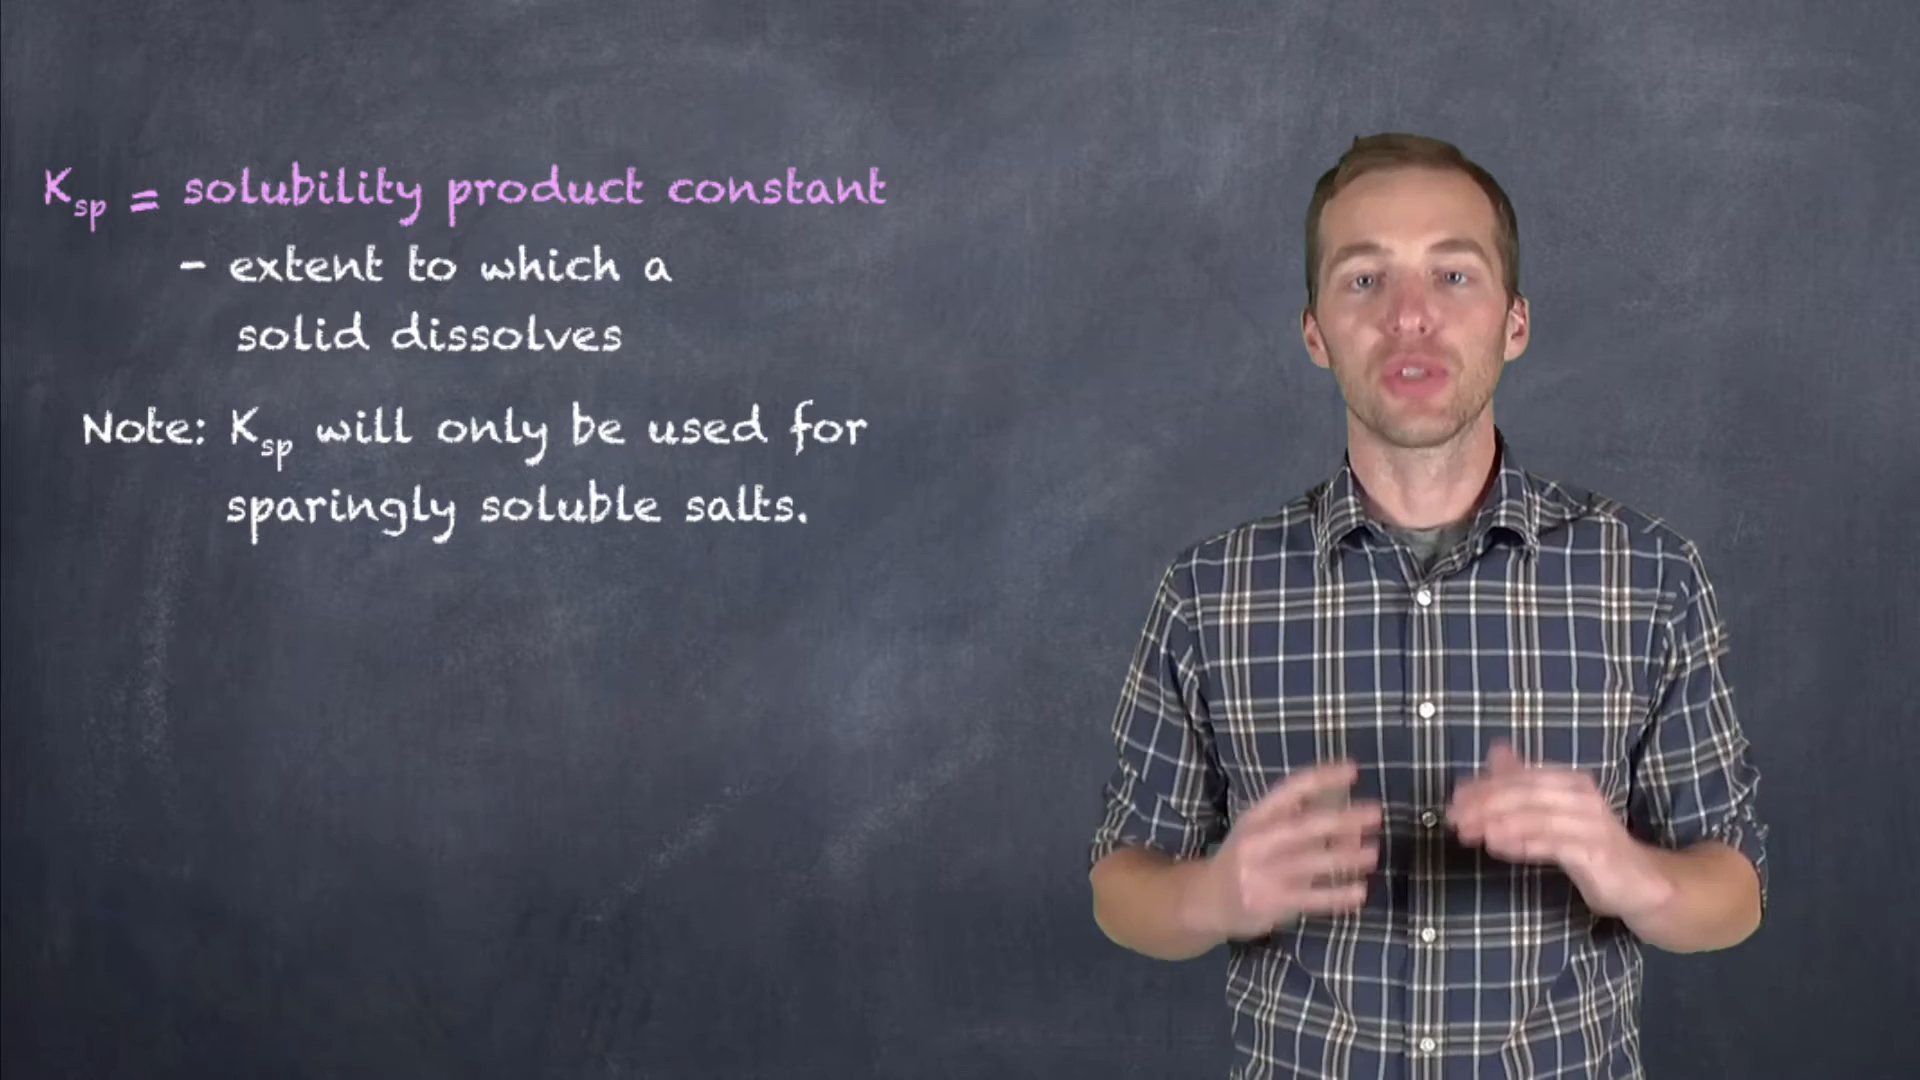 Ksp = solubility product constant
- extent to which a
solid dissolves
Note: Ksp will only be used for
sparingly soluble salts.